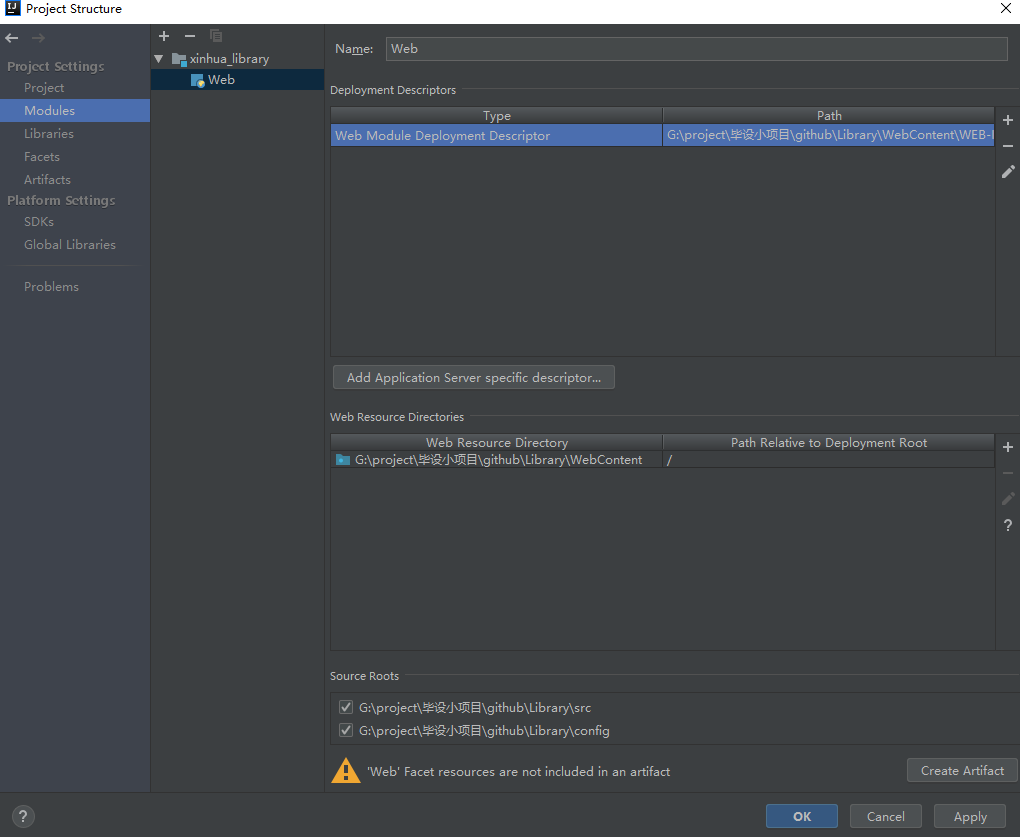 Project Structure
Project Settings
Project
Modules
Libraries
Facets
Artifacts
Platform Settings
SDKs
Global Libraries
Problems
xinhua_library
Web
Name: Web
Deployment Descriptors
Type Path
Web Module Deployment Descriptor G:\project\毕设小项目\github\Library\WebContent\WEB-I
Add Application Server specific descriptor...
Web Resource Directories
Web Resource Directory Path Relative to Deployment Root
G:\project\毕设小项目\github\Library\WebContent /
?
Source Roots
G:\project\毕设小项目\github\Library\src
G:\project\毕设小项目\github\Library\config
'Web' Facet resources are not included in an artifact Create Artifact
? OK Cancel Apply